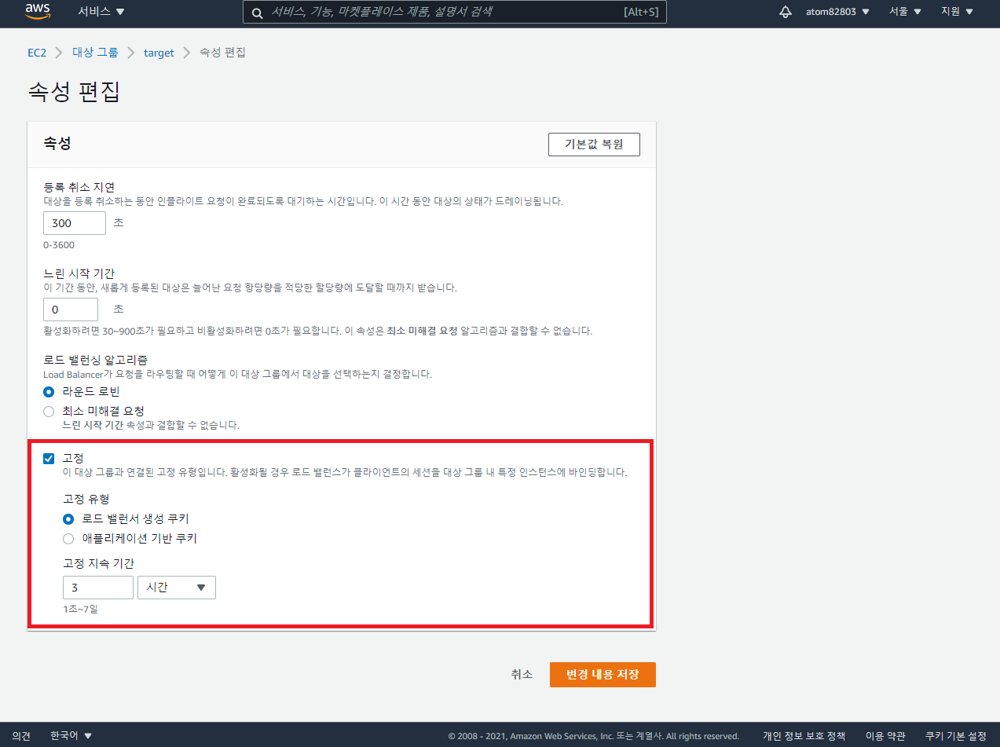 aws 서비스 ▼ 서비스, 기능, 마켓플레이스 제품, 설명서 검색 [Alt+S] atom82803 ▼ 서울 ▼ 지원 ▼
EC2 > 대상 그룹 > target > 속성 편집
속성 편집
속성 기본값 복원
등록 취소 지연
대상을 등록 취소하는 동안 인플라이트 요청이 완료되도록 대기하는 시간입니다. 이 시간 동안 대상의 상태가 드레이닝됩니다.
300 초
0-3600
느린 시작 기간
이 기간 동안, 새롭게 등록된 대상은 늘어난 요청 항당량을 적당한 할당량에 도달할 때까지 받습니다.
0 초
활성화하려면 30~900초가 필요하고 비활성화하려면 0초가 필요합니다. 이 속성은 최소 미해결 요청 알고리즘과 결합할 수 없습니다.
로드 밸런싱 알고리즘
Load Balancer가 요청을 라우팅할 때 어떻게 이 대상 그룹에서 대상을 선택하는지 결정합니다.
라운드 로빈
최소 미해결 요청
느린 시작 기간 속성과 결합할 수 없습니다.
고정
이 대상 그룹과 연결된 고정 유형입니다. 활성화될 경우 로드 밸런스가 클라이언트의 세션을 대상 그룹 내 특정 인스턴스에 바인딩합니다.
고정 유형
로드 밸런서 생성 쿠키
애플리케이션 기반 쿠키
고정 지속 기간
3 시간 ▼
1초~7일
취소 변경 내용 저장
의견 한국어 ▼ © 2008 - 2021, Amazon Web Services, Inc. 또는 계열사. All rights reserved. 개인 정보 보호 정책 이용 약관 쿠키 기본 설정